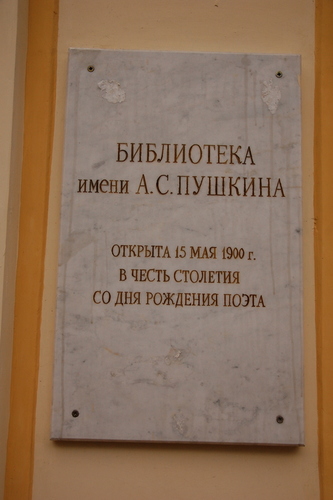 БИБЛИОТЕКА
имени А.С.ПУШКИНА
ОТКРЫТА 15 МАЯ 1900 г.
В ЧЕСТЬ СТОЛЕТИЯ
СО ДНЯ РОЖДЕНИЯ ПОЭТА